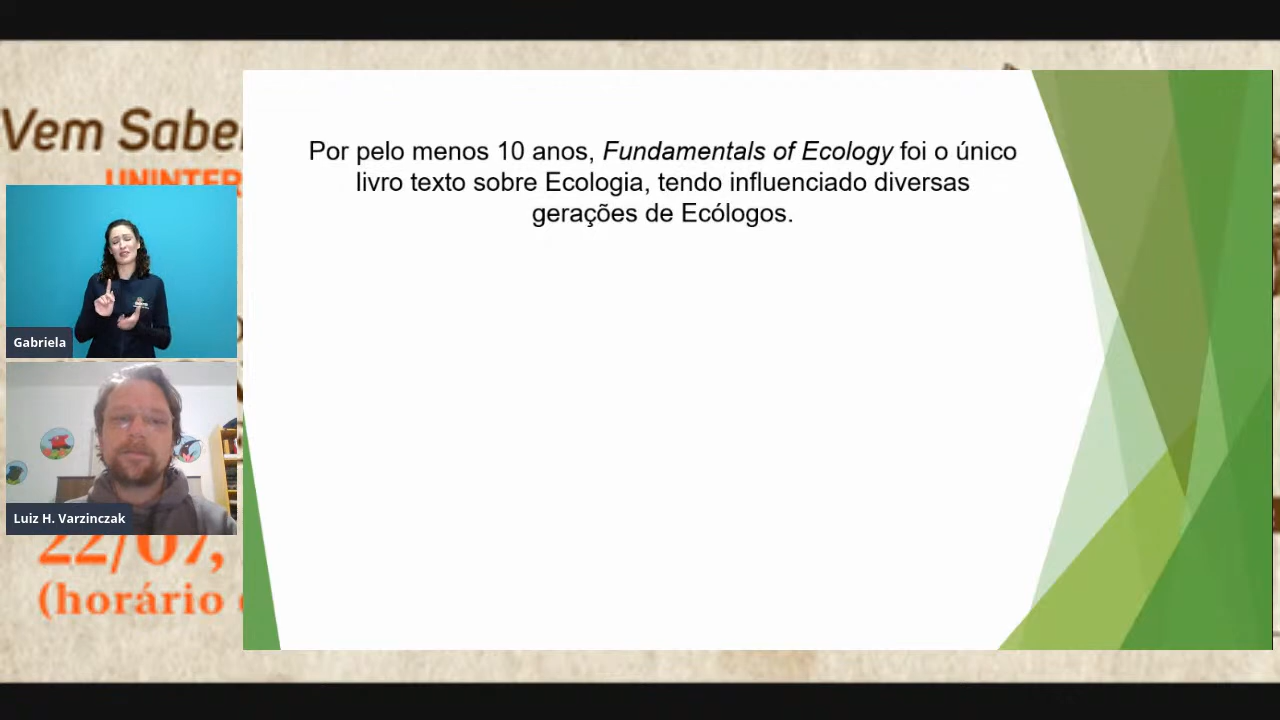 Vem Saber
UNINTER
Por pelo menos 10 anos, Fundamentals of Ecology foi o único
livro texto sobre Ecologia, tendo influenciado diversas
gerações de Ecólogos.
Gabriela
Luiz H. Varzinczak
22/07,
(horário